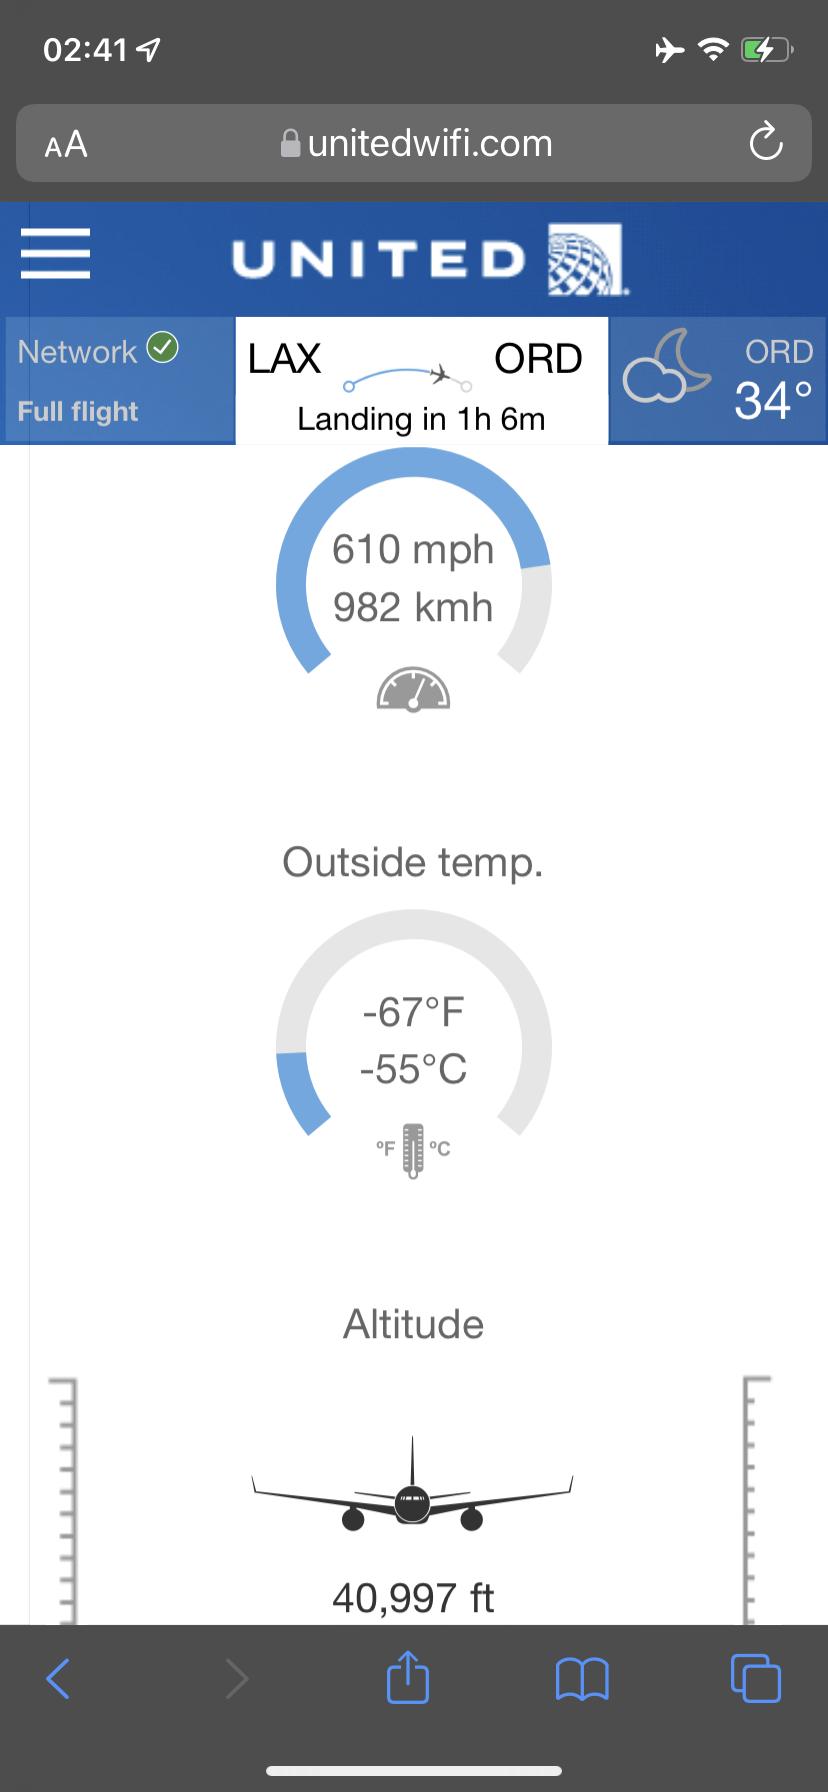 02:41
AA unitedwifi.com
UNITED
Network LAX ORD ORD
Full flight Landing in 1h 6m 34°
610 mph
982 kmh
Outside temp.
-67°F
-55°C
°F °C
Altitude
40,997 ft